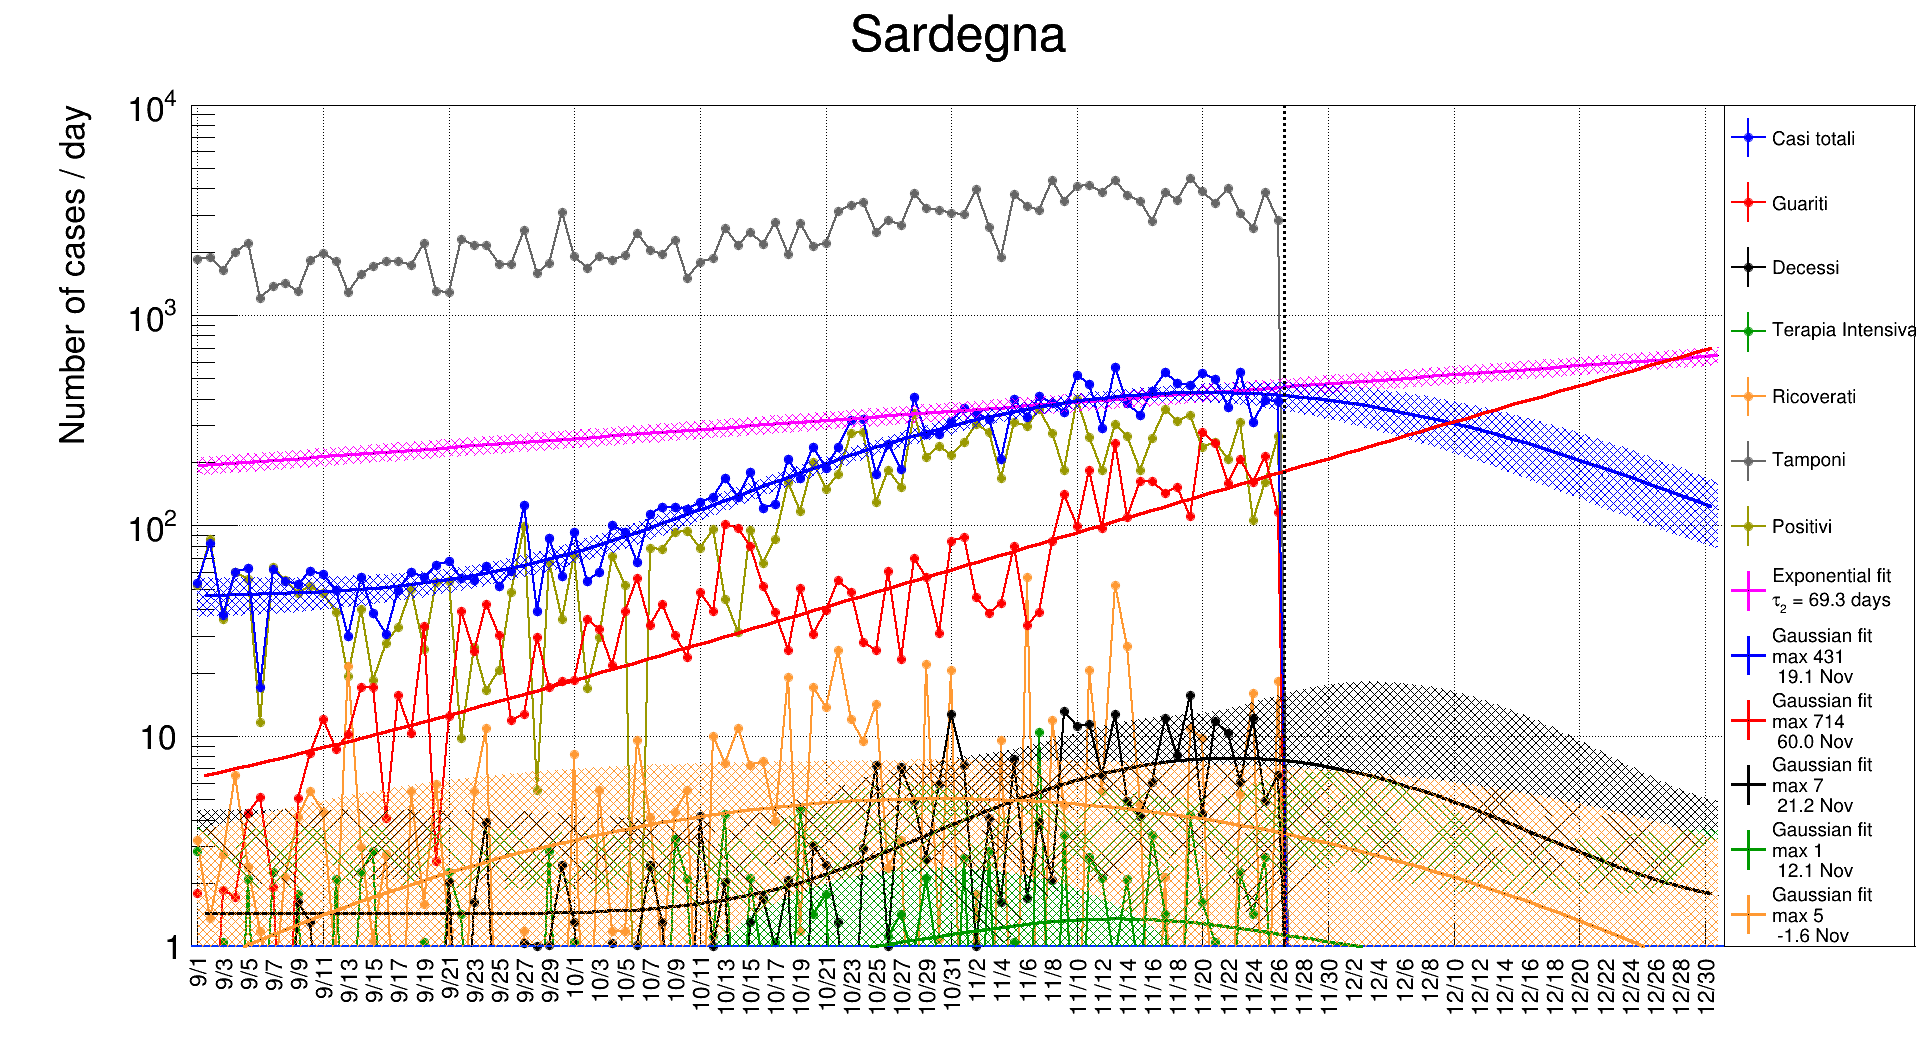 Sardegna
Number of cases / day
10^4
10^3
10^2
10
1
9/1
9/3
9/5
9/7
9/9
9/11
9/13
9/15
9/17
9/19
9/21
9/23
9/25
9/27
9/29
10/1
10/3
10/5
10/7
10/9
10/11
10/13
10/15
10/17
10/19
10/21
10/23
10/25
10/27
10/29
10/31
11/2
11/4
11/6
11/8
11/10
11/12
11/14
11/16
11/18
11/20
11/22
11/24
11/26
11/28
11/30
12/2
12/4
12/6
12/8
12/10
12/12
12/14
12/16
12/18
12/20
12/22
12/24
12/26
12/28
12/30
Casi totali
Guariti
Decessi
Terapia Intensiva
Ricoverati
Tamponi
Positivi
Exponential fit
τ₂ = 69.3 days
Gaussian fit
max 431
19.1 Nov
Gaussian fit
max 714
60.0 Nov
Gaussian fit
max 7
21.2 Nov
Gaussian fit
max 1
12.1 Nov
Gaussian fit
max 5
-1.6 Nov